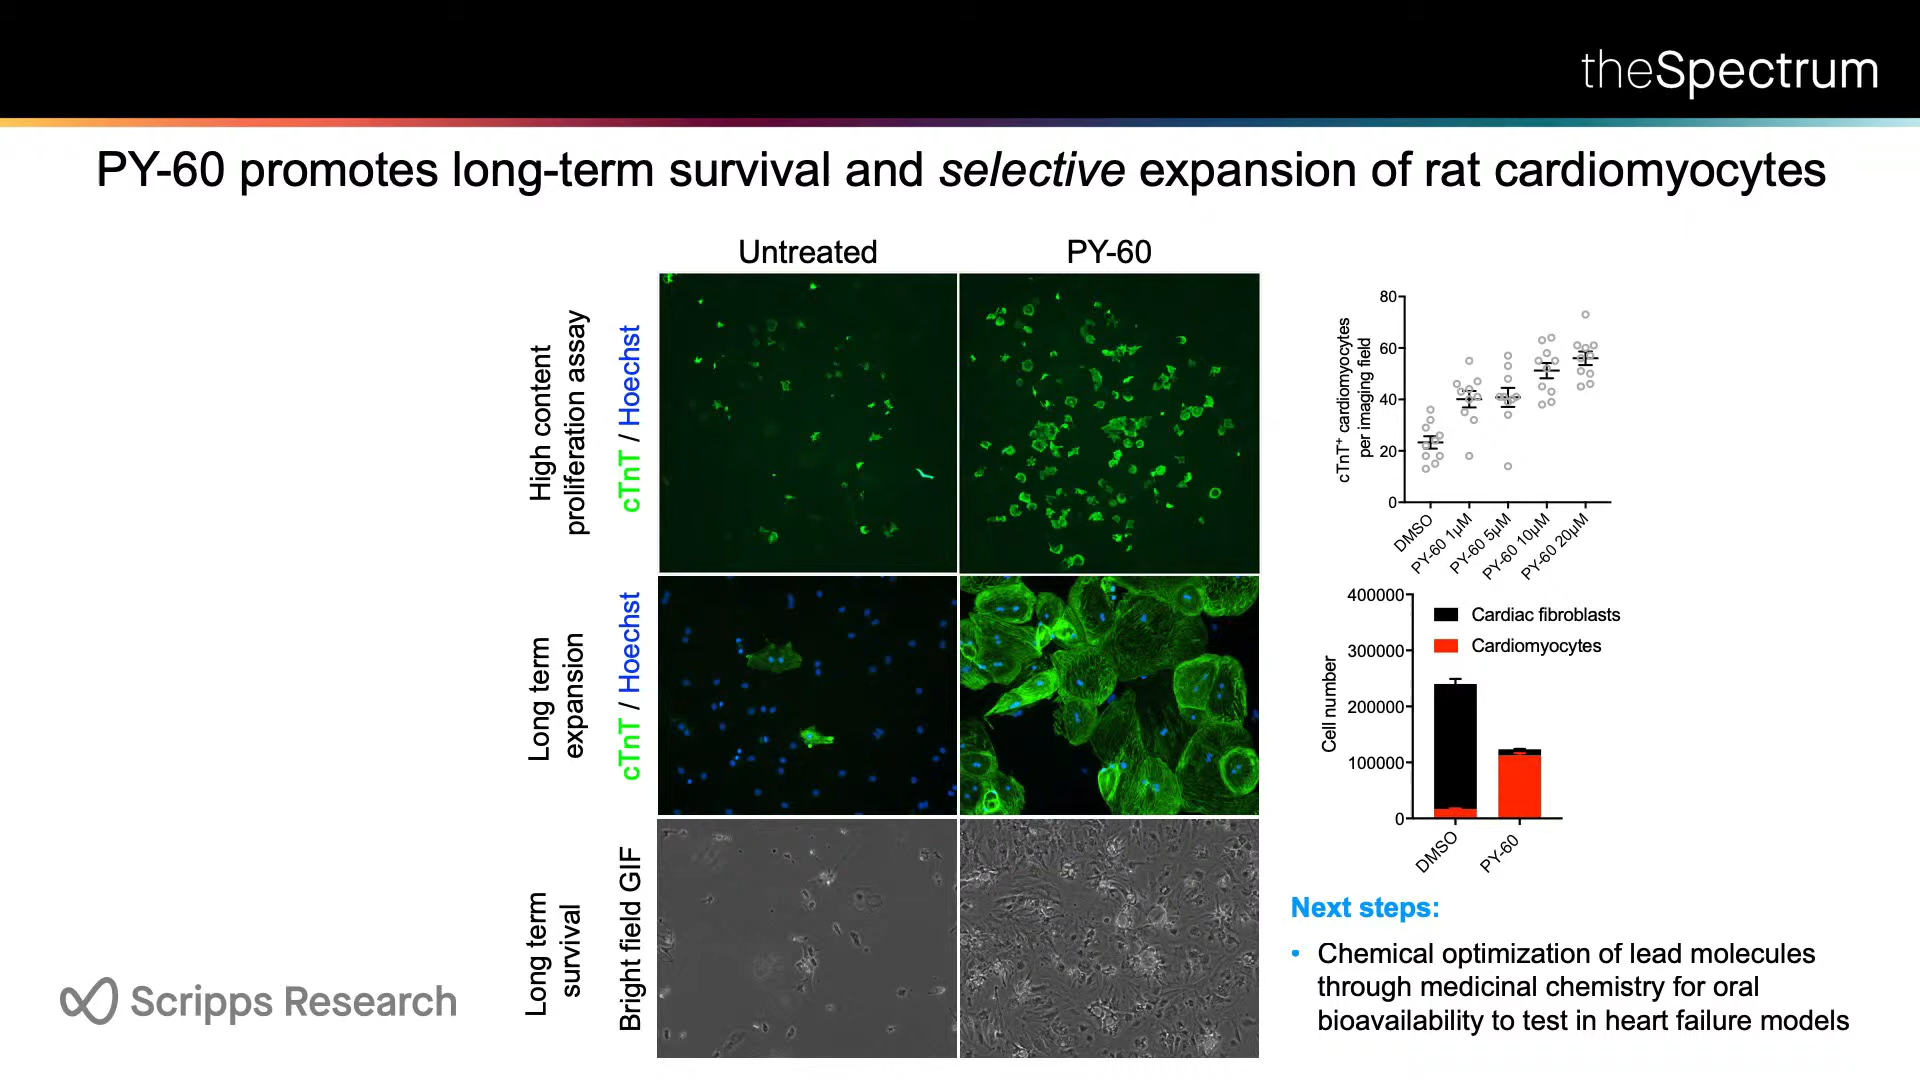 theSpectrum
PY-60 promotes long-term survival and selective expansion of rat cardiomyocytes
Untreated
PY-60
High content
proliferation assay
cTnT / Hoechst
Long term
expansion
cTnT / Hoechst
Long term
survival
Bright field GIF
cTnT⁺ cardiomyocytes
per imaging field
80
60
40
20
0
DMSO
PY-60 1µM
PY-60 5µM
PY-60 10µM
PY-60 20µM
Cell number
400000
300000
200000
100000
0
Cardiac fibroblasts
Cardiomyocytes
DMSO
PY-60
Next steps:
• Chemical optimization of lead molecules
through medicinal chemistry for oral
bioavailability to test in heart failure models
Scripps Research